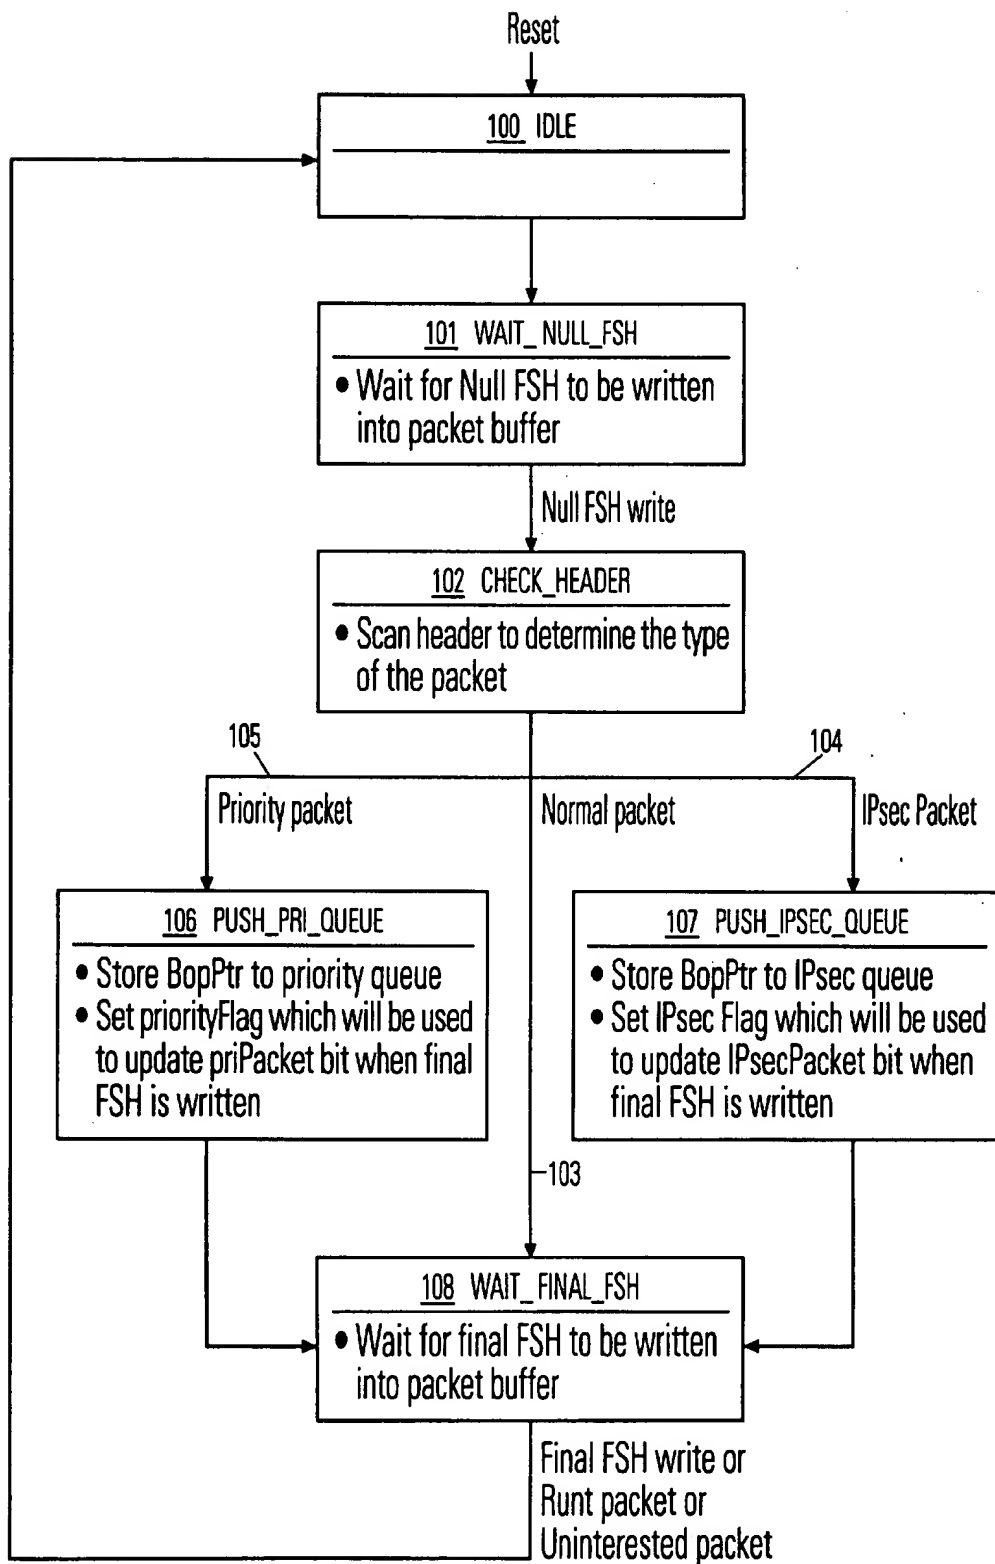 Reset
100 IDLE
101 WAIT_NULL_FSH
• Wait for Null FSH to be written
into packet buffer
Null FSH write
102 CHECK_HEADER
• Scan header to determine the type
of the packet
105
104
Priority packet
Normal packet
IPsec Packet
106 PUSH_PRI_QUEUE
• Store BopPtr to priority queue
• Set priorityFlag which will be used
to update priPacket bit when final
FSH is written
107 PUSH_IPSEC_QUEUE
• Store BopPtr to IPsec queue
• Set IPsec Flag which will be used
to update IPsecPacket bit when
final FSH is written
103
108 WAIT_FINAL_FSH
• Wait for final FSH to be written
into packet buffer
Final FSH write or
Runt packet or
Uninterested packet